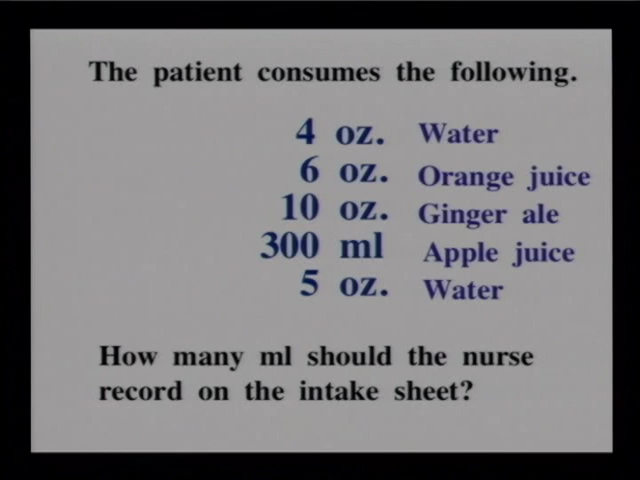 The patient consumes the following.
4 oz. Water
6 oz. Orange juice
10 oz. Ginger ale
300 ml Apple juice
5 oz. Water
How many ml should the nurse
record on the intake sheet?